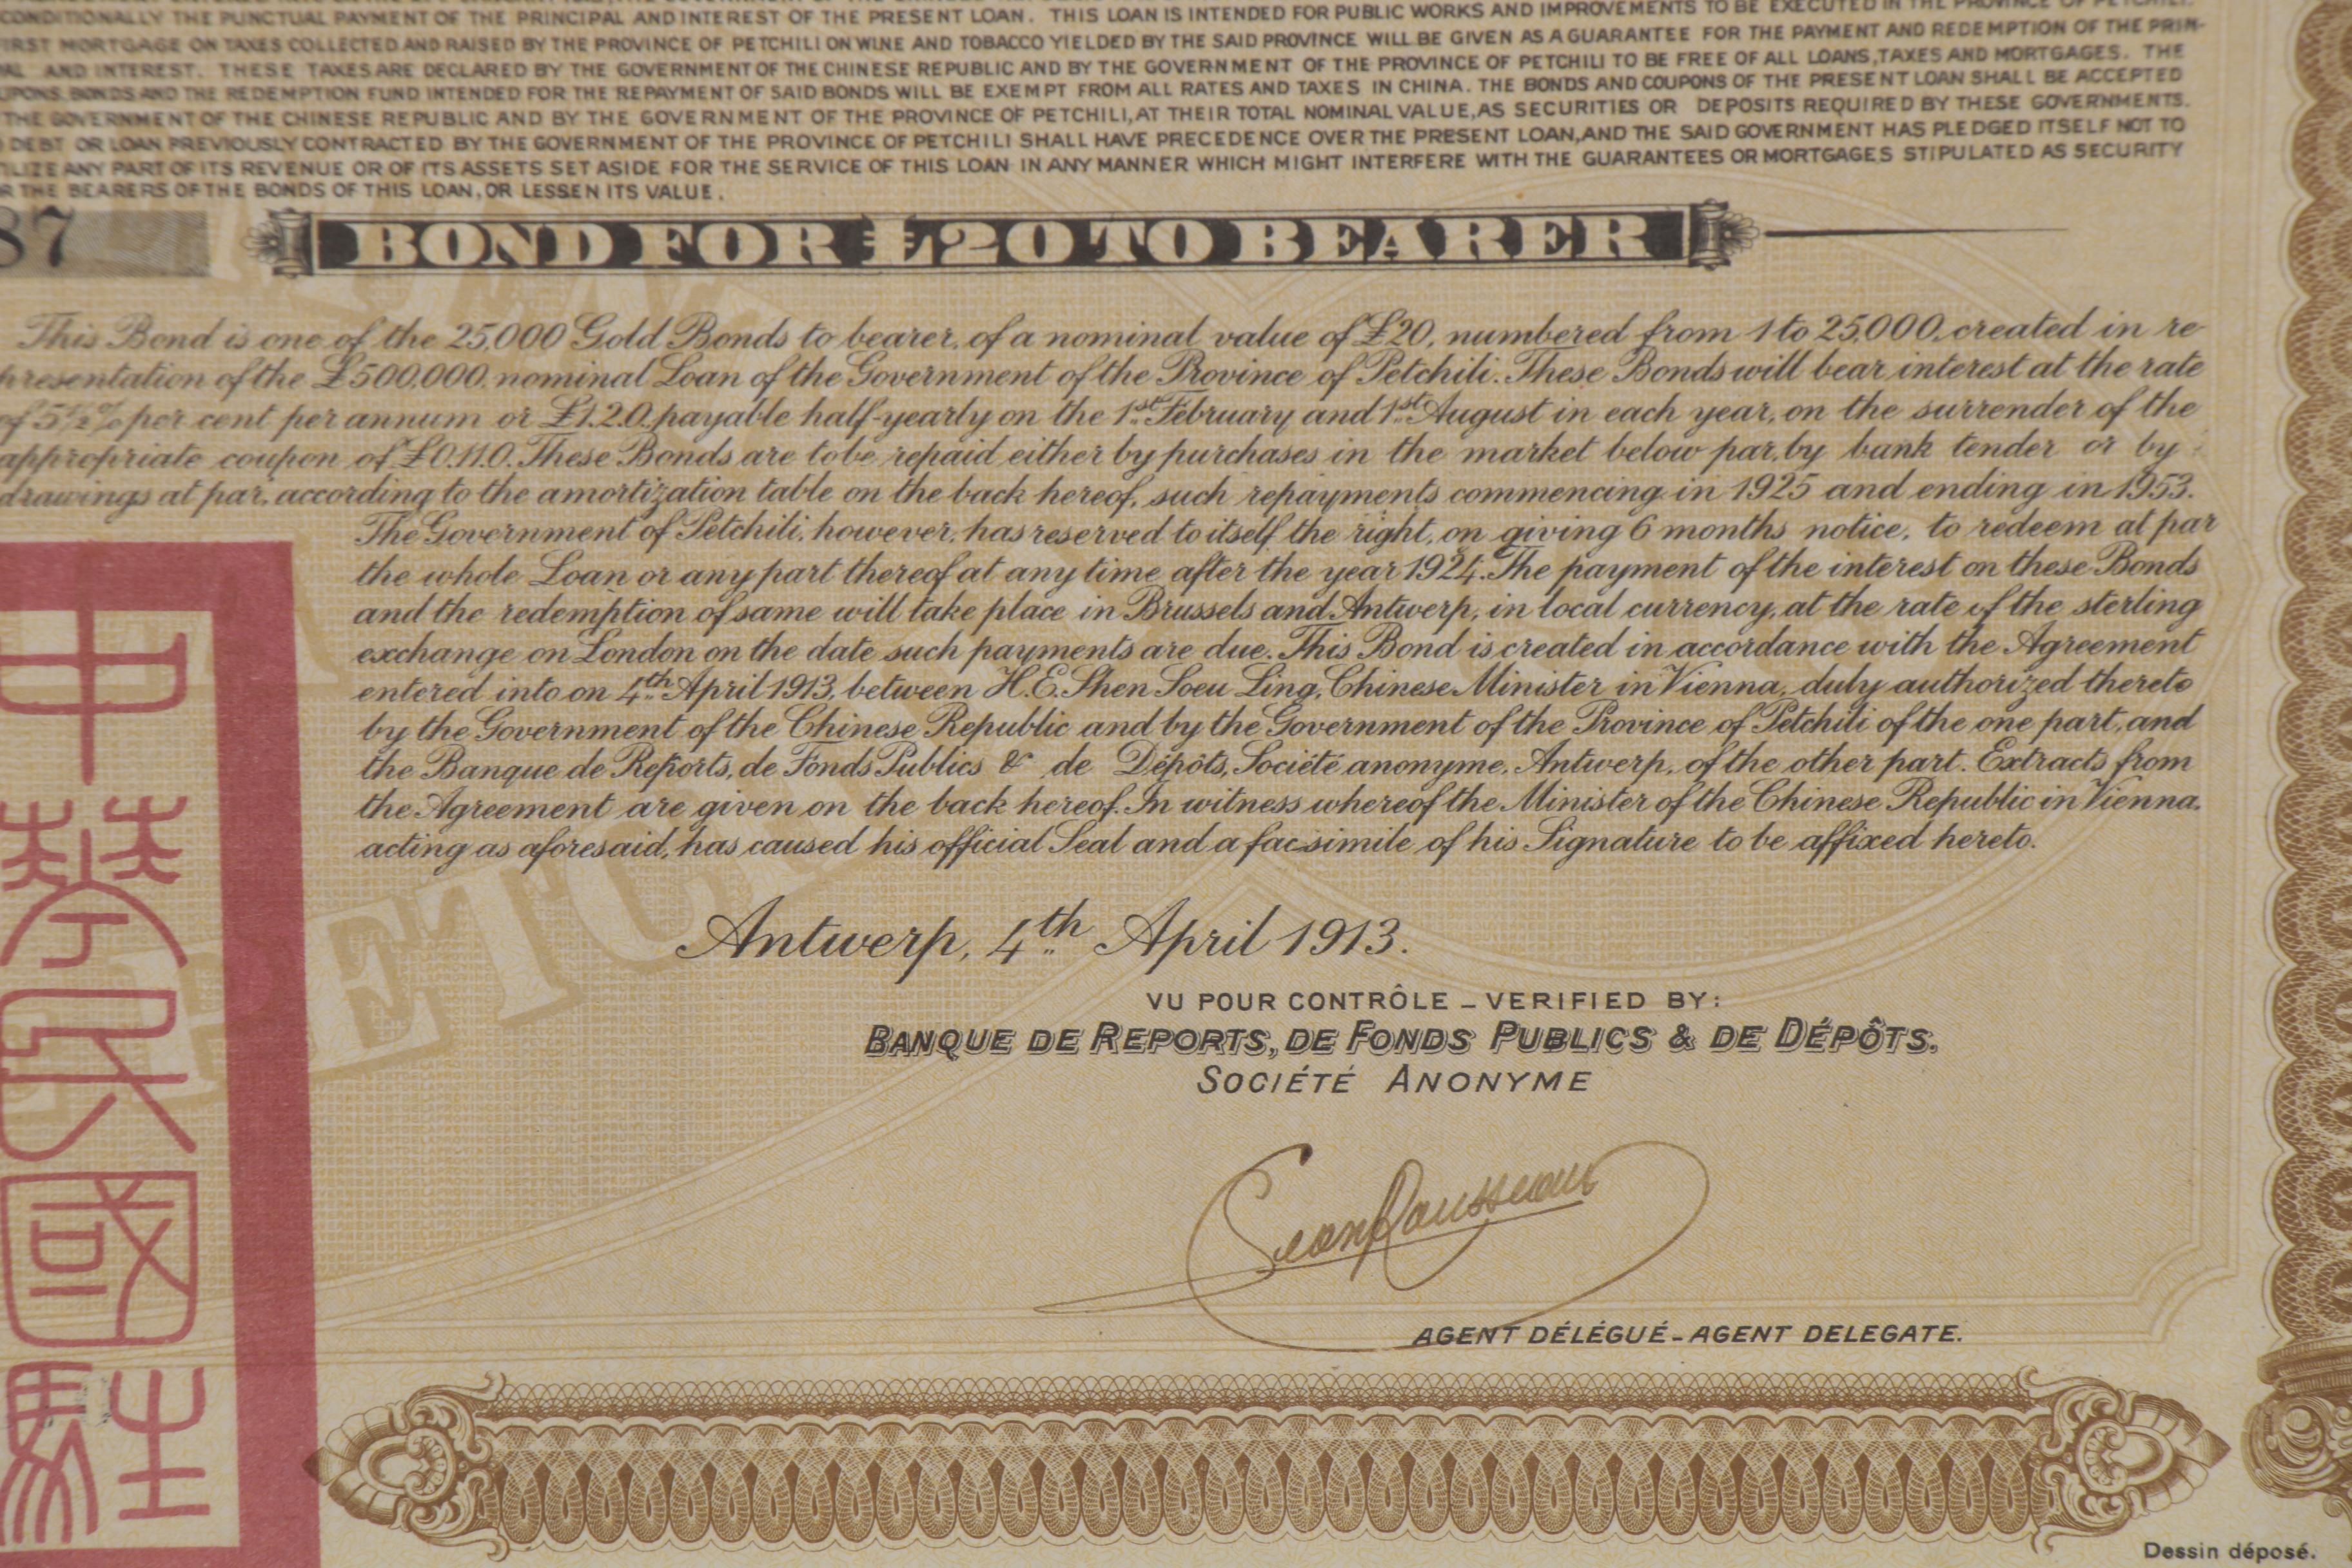 CONDITIONALLY THE PUNCTUAL PAYMENT OF THE PRINCIPAL AND INTEREST OF THE PRESENT LOAN. THIS LOAN IS INTENDED FOR PUBLIC WORKS AND IMPROVEMENTS TO BE EXECUTED IN THE PROVINCE OF PETCHILI.
FIRST MORTGAGE ON TAXES COLLECTED AND RAISED BY THE PROVINCE OF PETCHILI ON WINE AND TOBACCO YIELDED BY THE SAID PROVINCE WILL BE GIVEN AS A GUARANTEE FOR THE PAYMENT AND REDEMPTION OF THE PRIN-
AL AND INTEREST. THESE TAXES ARE DECLARED BY THE GOVERNMENT OF THE CHINESE REPUBLIC AND BY THE GOVERNMENT OF THE PROVINCE OF PETCHILI TO BE FREE OF ALL LOANS, TAXES AND MORTGAGES. THE
UPONS, BONDS AND THE REDEMPTION FUND INTENDED FOR THE REPAYMENT OF SAID BONDS WILL BE EXEMPT FROM ALL RATES AND TAXES IN CHINA. THE BONDS AND COUPONS OF THE PRESENT LOAN SHALL BE ACCEPTED
THE GOVERNMENT OF THE CHINESE REPUBLIC AND BY THE GOVERNMENT OF THE PROVINCE OF PETCHILI, AT THEIR TOTAL NOMINAL VALUE, AS SECURITIES OR DEPOSITS REQUIRED BY THESE GOVERNMENTS.
DEBT OR LOAN PREVIOUSLY CONTRACTED BY THE GOVERNMENT OF THE PROVINCE OF PETCHILI SHALL HAVE PRECEDENCE OVER THE PRESENT LOAN, AND THE SAID GOVERNMENT HAS PLEDGED ITSELF NOT TO
TILIZE ANY PART OF ITS REVENUE OR OF ITS ASSETS SET ASIDE FOR THE SERVICE OF THIS LOAN IN ANY MANNER WHICH MIGHT INTERFERE WITH THE GUARANTEES OR MORTGAGES STIPULATED AS SECURITY
R THE BEARERS OF THE BONDS OF THIS LOAN, OR LESSEN ITS VALUE.
87
BOND FOR £20 TO BEARER
This Bond is one of the 25,000 Gold Bonds to bearer, of a nominal value of £20, numbered from 1 to 25,000, created in re-
presentation of the £500,000, nominal Loan of the Government of the Province of Petchili. These Bonds will bear interest at the rate
of 5½% per cent per annum or £1.2.0. payable half-yearly on the 1st February and 1st August in each year, on the surrender of the
appropriate coupon of £0.11.0. These Bonds are to be repaid either by purchases in the market below par, by bank tender or by
drawings at par, according to the amortization table on the back hereof, such repayments commencing in 1925 and ending in 1953.
The Government of Petchili, however, has reserved to itself the right, on giving 6 months notice, to redeem at par
the whole Loan or any part thereof at any time after the year 1924. The payment of the interest on these Bonds
and the redemption of same will take place in Brussels and Antwerp, in local currency, at the rate of the sterling
exchange on London on the date such payments are due. This Bond is created in accordance with the Agreement
entered into on 4th April 1913, between H.E. Shen Soeu Ling, Chinese Minister in Vienna, duly authorized thereto
by the Government of the Chinese Republic and by the Government of the Province of Petchili of the one part, and
the Banque de Reports, de Fonds Publics & de Dépôts, Société anonyme, Antwerp, of the other part. Extracts from
the Agreement are given on the back hereof. In witness whereof the Minister of the Chinese Republic in Vienna,
acting as aforesaid, has caused his official Seal and a facsimile of his Signature to be affixed hereto.
Antwerp, 4th April 1913.
VU POUR CONTRÔLE – VERIFIED BY:
BANQUE DE REPORTS, DE FONDS PUBLICS & DE DÉPÔTS.
SOCIÉTÉ ANONYME
Jean Rousseau
AGENT DÉLÉGUÉ – AGENT DELEGATE.
中華民國駐
PETCHI
Dessin déposé.